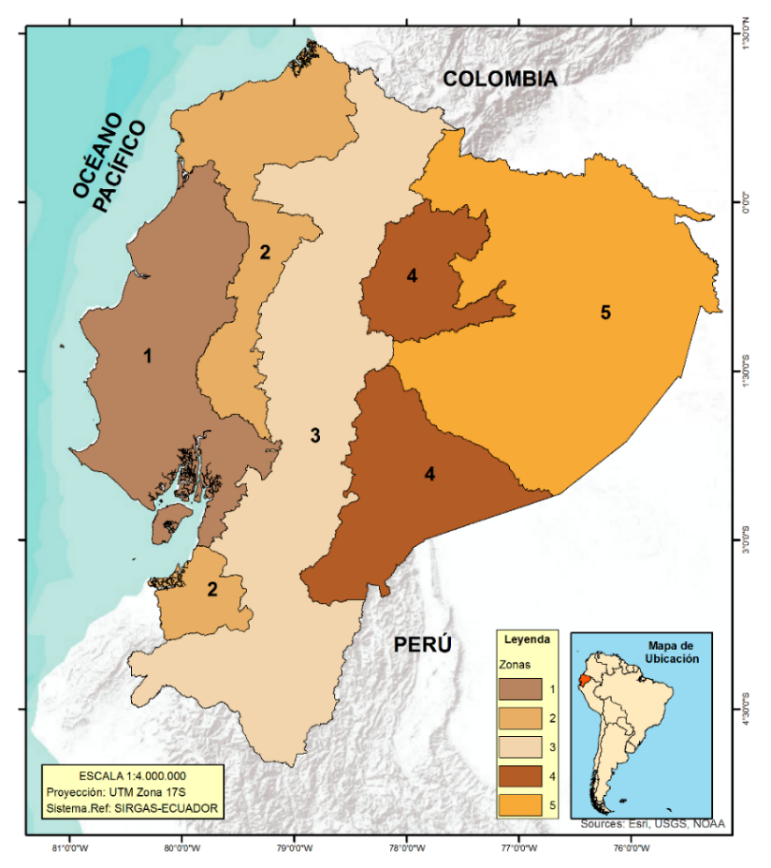 COLOMBIA
OCÉANO
PACÍFICO
1°30'N
0°0'0"
1°30'S
3°0'0"S
4°30'S
2
4
5
1
3
4
2
PERÚ
Leyenda
Zonas
1
2
3
4
5
Mapa de
Ubicación
ESCALA 1:4.000.000
Proyección: UTM Zona 17S
Sistema.Ref: SIRGAS-ECUADOR
Sources: Esri, USGS, NOAA
81°0'0"W
80°0'0"W
79°0'0"W
78°0'0"W
77°0'0"W
76°0'0"W